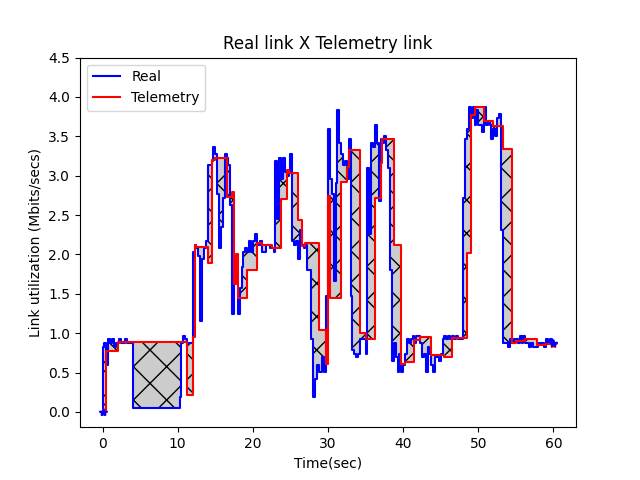 Real link X Telemetry link
Real
Telemetry
Link utilization (Mbits/secs)
4.5
4.0
3.5
3.0
2.5
2.0
1.5
1.0
0.5
0.0
0 10 20 30 40 50 60
Time(sec)